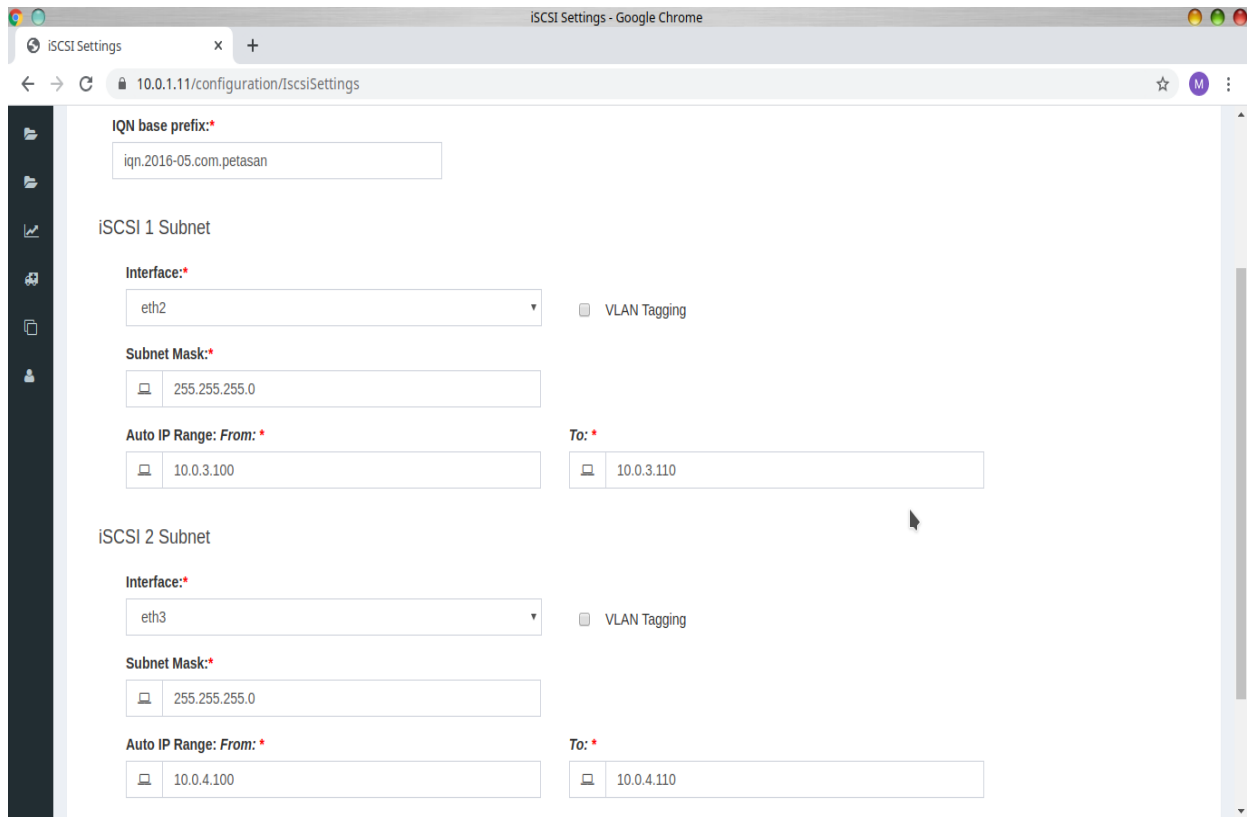 iSCSI Settings - Google Chrome
iSCSI Settings
10.0.1.11/configuration/IscsiSettings
M
IQN base prefix:*
iqn.2016-05.com.petasan
iSCSI 1 Subnet
Interface:*
eth2
VLAN Tagging
Subnet Mask:*
255.255.255.0
Auto IP Range: From: *
To: *
10.0.3.100
10.0.3.110
iSCSI 2 Subnet
Interface:*
eth3
VLAN Tagging
Subnet Mask:*
255.255.255.0
Auto IP Range: From: *
To: *
10.0.4.100
10.0.4.110